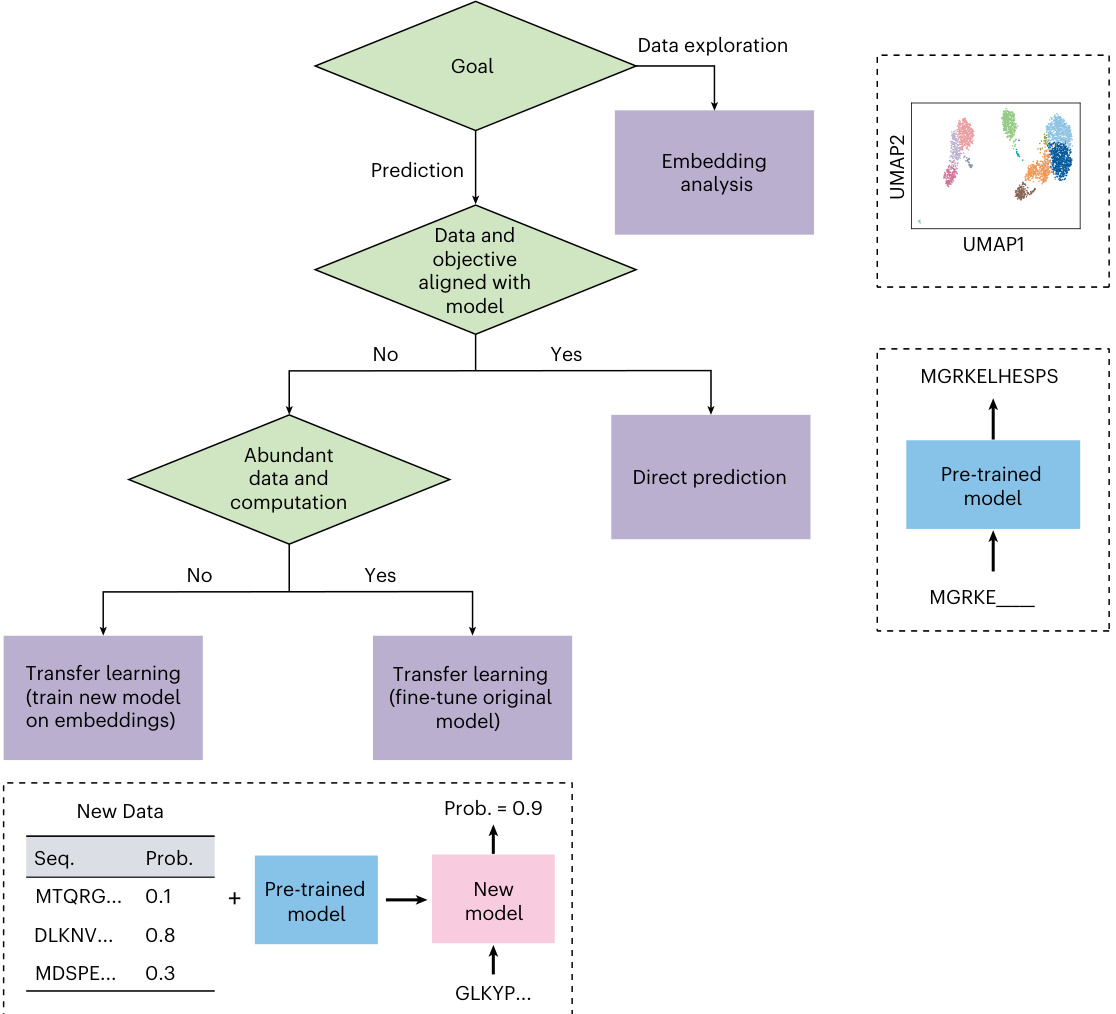 Goal
Data exploration
Embedding
analysis
Prediction
Data and
objective
aligned with
model
No
Yes
Abundant
data and
computation
Direct prediction
No
Yes
Transfer learning
(train new model
on embeddings)
Transfer learning
(fine-tune original
model)
UMAP2
UMAP1
MGRKELHESPS
Pre-trained
model
MGRKE____
New Data
Seq. Prob.
MTQRG... 0.1
DLKNV... 0.8
MDSPE... 0.3
+
Pre-trained
model
Prob. = 0.9
New
model
GLKYP...